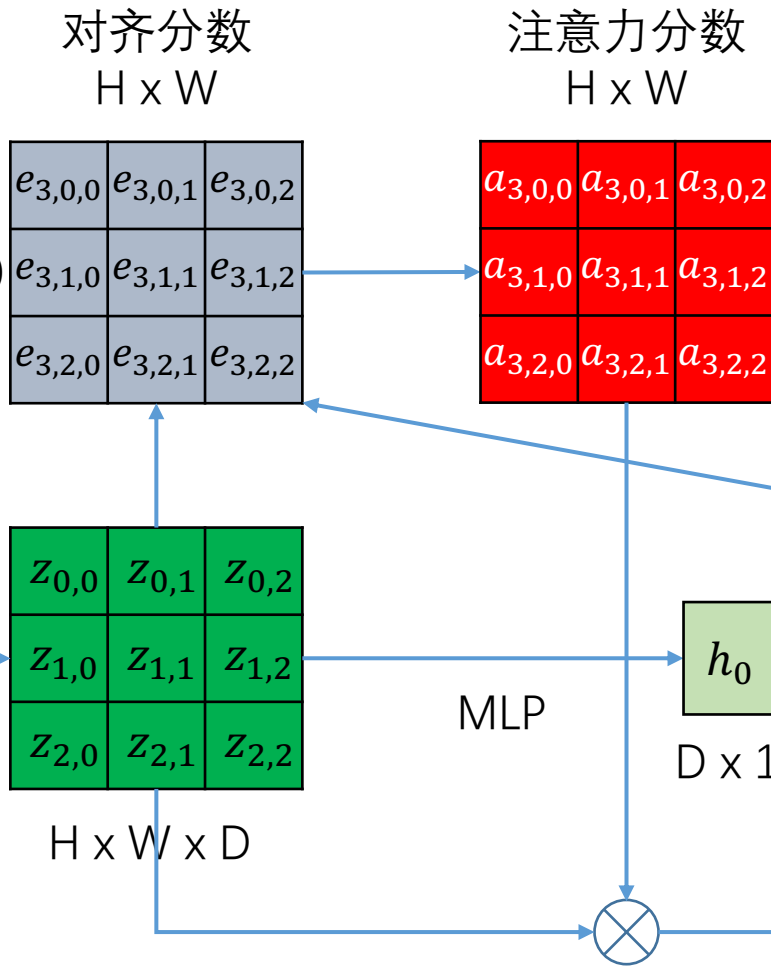 对齐分数
H x W
注意力分数
H x W
e3,0,0 e3,0,1 e3,0,2
e3,1,0 e3,1,1 e3,1,2
e3,2,0 e3,2,1 e3,2,2
a3,0,0 a3,0,1 a3,0,2
a3,1,0 a3,1,1 a3,1,2
a3,2,0 a3,2,1 a3,2,2
)
z0,0 z0,1 z0,2
z1,0 z1,1 z1,2
z2,0 z2,1 z2,2
H x W x D
MLP
h0
D x 1